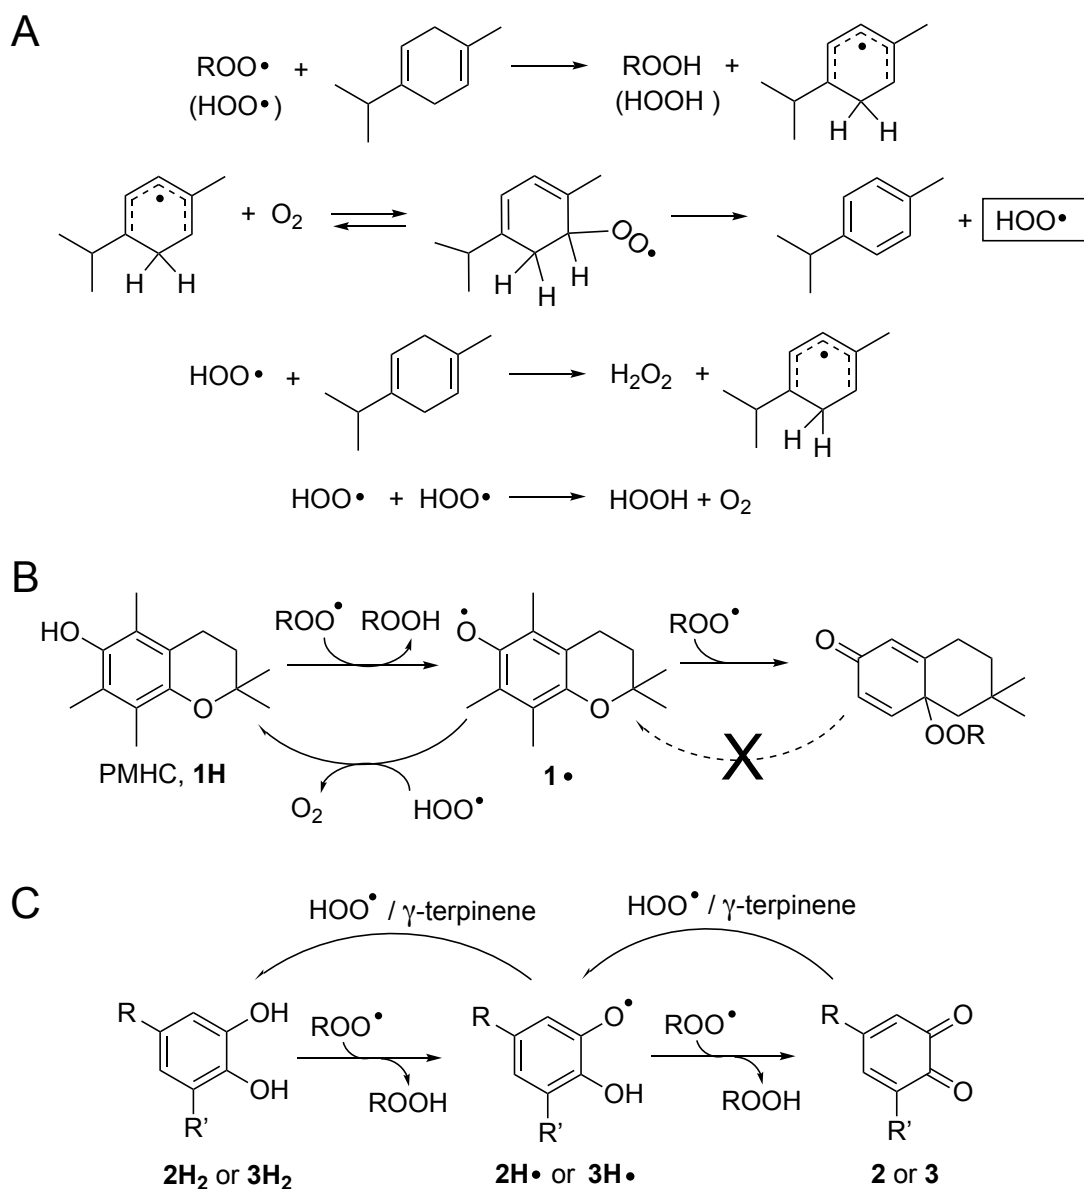 A
ROO• + ROOH +
(HOO•) (HOOH )
H H
+ O2 O O• + HOO•
H H H H H
HOO• + H2O2 +
H H
HOO• + HOO• HOOH + O2
B
HO ROO• ROOH O• ROO• O
O O OOR
PMHC, 1H O2 HOO• 1• X
C
HOO• / γ-terpinene HOO• / γ-terpinene
R OH ROO• R O• ROO• R O
OH ROOH OH ROOH O
R’ R’ R’
2H2 or 3H2 2H• or 3H• 2 or 3